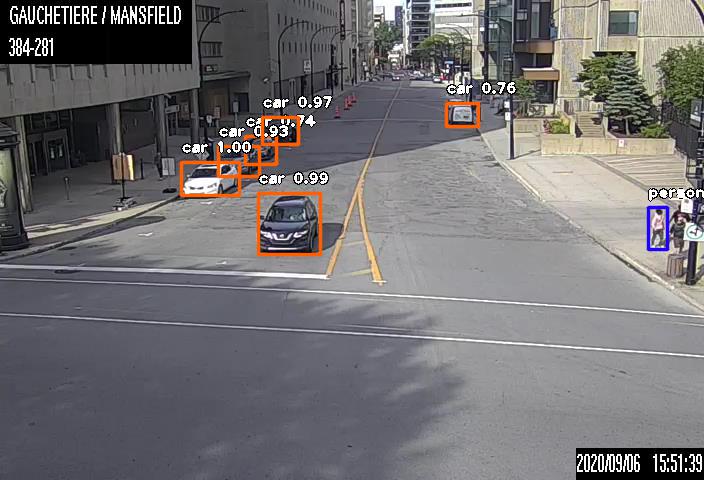 GAUCHETIERE / MANSFIELD
384-281
car 0.76
car 0.97
0.74
car 0.93
car 1.00
car 0.99
person
2020/09/06 15:51:39